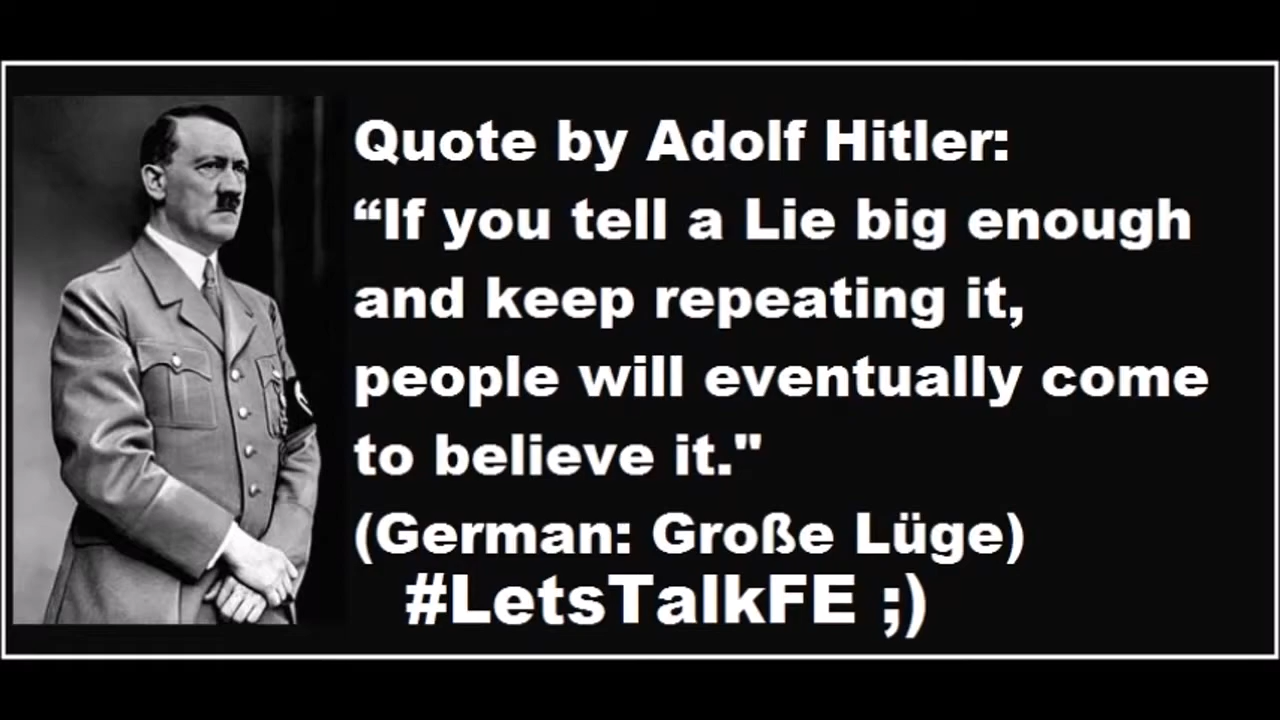 Quote by Adolf Hitler:
“If you tell a Lie big enough
and keep repeating it,
people will eventually come
to believe it."
(German: Große Lüge)
#LetsTalkFE ;)